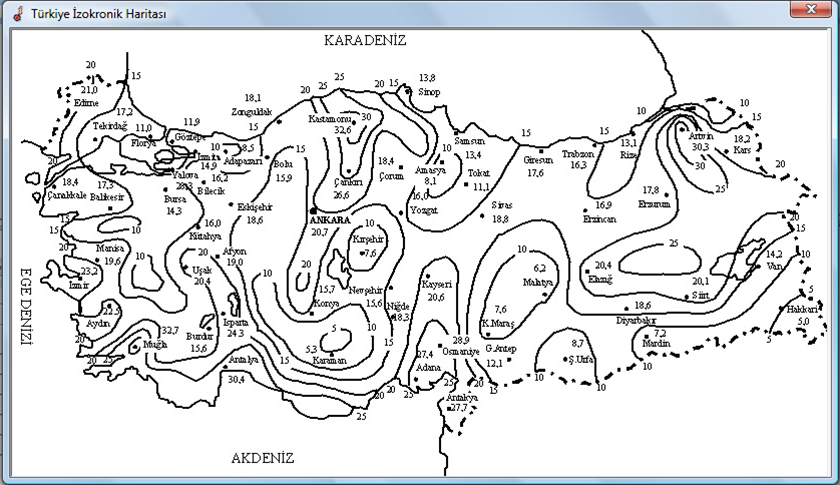 Türkiye İzokronik Haritası
KARADENİZ
20
15
21,0
Edirne
17,2
Tekirdağ
11,0
Florya
11,9
Göztepe
18,1
Zonguldak
20
25
25
20
15
13,8
Sinop
Kastamonu
32,6
30
15
10
8,5
Adapazarı
İzmit
14,9
Yalova
15
Bolu
15,9
15
Samsun
13,4
Tokat
11,1
15
Giresun
17,6
15
Trabzon
16,3
13,1
Rize
10
15
Artvin
30,3
30
25
18,2
Kars
10
15
20
20
18,4
Çanakkale
17,3
Balıkesir
15
15
10
Bursa
14,3
16,2
Bilecik
Eskişehir
18,6
Çankırı
26,6
18,4
Çorum
20
Amasya
8,1
16,0
Yozgat
ANKARA
20,7
Sivas
18,8
16,9
Erzincan
17,8
Erzurum
20
15
16,0
Kütahya
Afyon
19,0
20
Manisa
19,6
23,2
İzmir
20
Uşak
20,4
10
Kırşehir
7,6
20
15,7
Konya
Nevşehir
15,6
Niğde
18,3
Kayseri
20,6
10
6,2
Malatya
7,6
K.Maraş
20,4
Elazığ
25
20,1
Siirt
14,2
Van
15
10
18,6
Diyarbakır
Hakkari
5,0
5
7,2
Mardin
10
10
EGE DENİZİ
22,5
Aydın
20
25
32,7
Muğla
Burdur
15,6
Isparta
24,3
10
15
5
5,3
Karaman
10
15
Antalya
30,4
27,4
Adana
28,9
Osmaniye
G.Antep
12,1
8,7
Ş.Urfa
10
10
20
25
20
25
25
20
15
Antakya
27,7
AKDENİZ